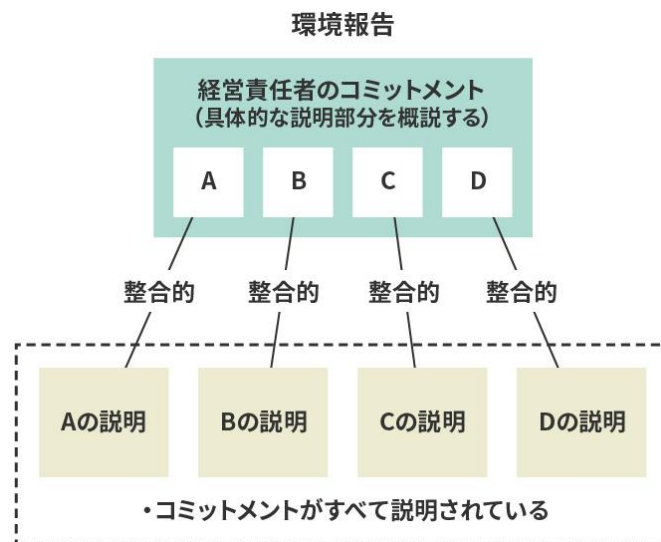 環境報告
経営責任者のコミットメント
（具体的な説明部分を概説する）
A
B
C
D
整合的
整合的
整合的
整合的
Aの説明
Bの説明
Cの説明
Dの説明
・コミットメントがすべて説明されている